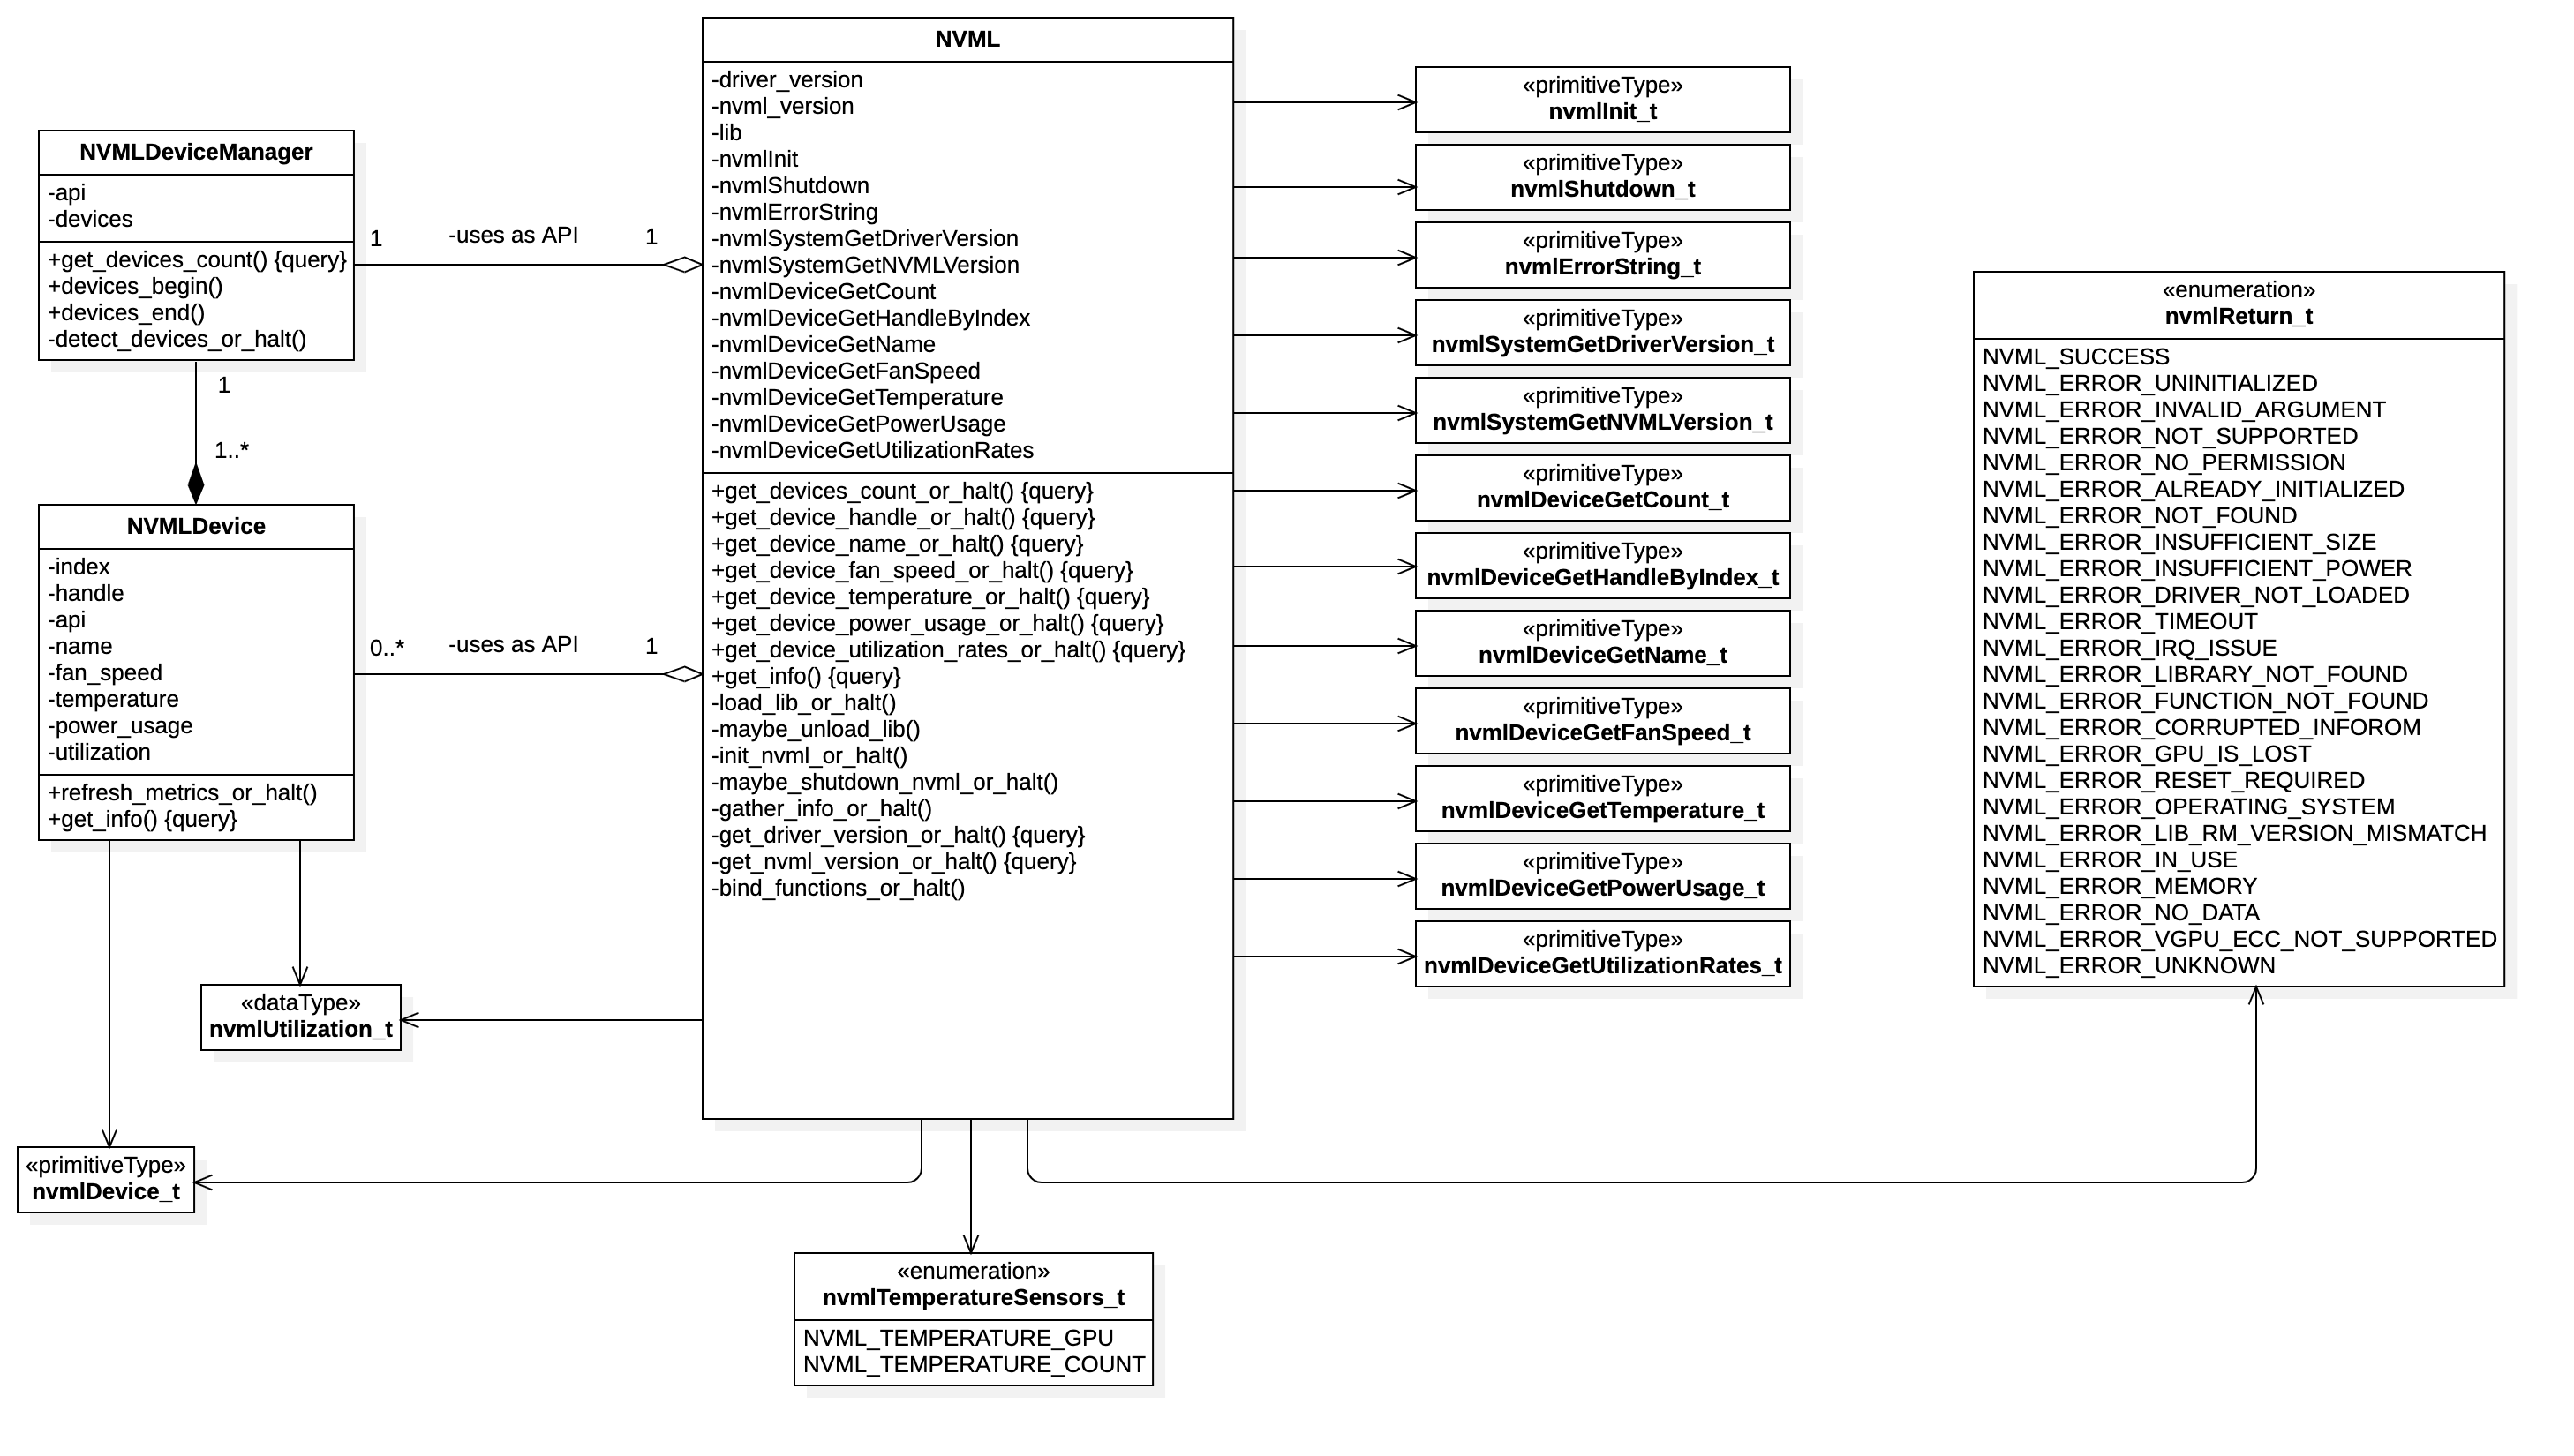 NVML
-driver_version
-nvml_version
-lib
-nvmlInit
-nvmlShutdown
-nvmlErrorString
-nvmlSystemGetDriverVersion
-nvmlSystemGetNVMLVersion
-nvmlDeviceGetCount
-nvmlDeviceGetHandleByIndex
-nvmlDeviceGetName
-nvmlDeviceGetFanSpeed
-nvmlDeviceGetTemperature
-nvmlDeviceGetPowerUsage
-nvmlDeviceGetUtilizationRates
+get_devices_count_or_halt() {query}
+get_device_handle_or_halt() {query}
+get_device_name_or_halt() {query}
+get_device_fan_speed_or_halt() {query}
+get_device_temperature_or_halt() {query}
+get_device_power_usage_or_halt() {query}
+get_device_utilization_rates_or_halt() {query}
+get_info() {query}
-load_lib_or_halt()
-maybe_unload_lib()
-init_nvml_or_halt()
-maybe_shutdown_nvml_or_halt()
-gather_info_or_halt()
-get_driver_version_or_halt() {query}
-get_nvml_version_or_halt() {query}
-bind_functions_or_halt()
NVMLDeviceManager
-api
-devices
+get_devices_count() {query}
+devices_begin()
+devices_end()
-detect_devices_or_halt()
1
-uses as API
1
1
1..*
NVMLDevice
-index
-handle
-api
-name
-fan_speed
-temperature
-power_usage
-utilization
+refresh_metrics_or_halt()
+get_info() {query}
0..*
-uses as API
1
«dataType»
nvmlUtilization_t
«primitiveType»
nvmlDevice_t
«primitiveType»
nvmlInit_t
«primitiveType»
nvmlShutdown_t
«primitiveType»
nvmlErrorString_t
«primitiveType»
nvmlSystemGetDriverVersion_t
«primitiveType»
nvmlSystemGetNVMLVersion_t
«primitiveType»
nvmlDeviceGetCount_t
«primitiveType»
nvmlDeviceGetHandleByIndex_t
«primitiveType»
nvmlDeviceGetName_t
«primitiveType»
nvmlDeviceGetFanSpeed_t
«primitiveType»
nvmlDeviceGetTemperature_t
«primitiveType»
nvmlDeviceGetPowerUsage_t
«primitiveType»
nvmlDeviceGetUtilizationRates_t
«enumeration»
nvmlReturn_t
NVML_SUCCESS
NVML_ERROR_UNINITIALIZED
NVML_ERROR_INVALID_ARGUMENT
NVML_ERROR_NOT_SUPPORTED
NVML_ERROR_NO_PERMISSION
NVML_ERROR_ALREADY_INITIALIZED
NVML_ERROR_NOT_FOUND
NVML_ERROR_INSUFFICIENT_SIZE
NVML_ERROR_INSUFFICIENT_POWER
NVML_ERROR_DRIVER_NOT_LOADED
NVML_ERROR_TIMEOUT
NVML_ERROR_IRQ_ISSUE
NVML_ERROR_LIBRARY_NOT_FOUND
NVML_ERROR_FUNCTION_NOT_FOUND
NVML_ERROR_CORRUPTED_INFOROM
NVML_ERROR_GPU_IS_LOST
NVML_ERROR_RESET_REQUIRED
NVML_ERROR_OPERATING_SYSTEM
NVML_ERROR_LIB_RM_VERSION_MISMATCH
NVML_ERROR_IN_USE
NVML_ERROR_MEMORY
NVML_ERROR_NO_DATA
NVML_ERROR_VGPU_ECC_NOT_SUPPORTED
NVML_ERROR_UNKNOWN
«enumeration»
nvmlTemperatureSensors_t
NVML_TEMPERATURE_GPU
NVML_TEMPERATURE_COUNT